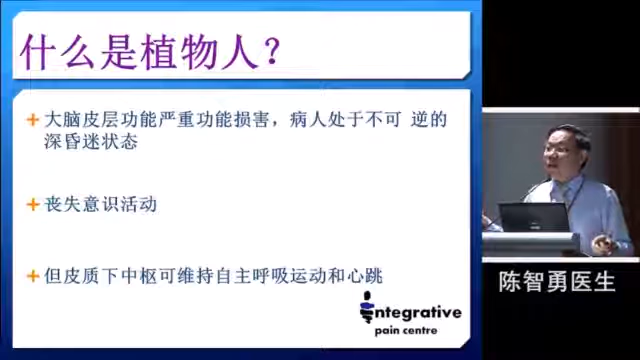 什么是植物人？
大脑皮层功能严重功能损害，病人处于不可 逆的
深昏迷状态
丧失意识活动
但皮质下中枢可维持自主呼吸运动和心跳
integrative
pain centre
陈智勇医生